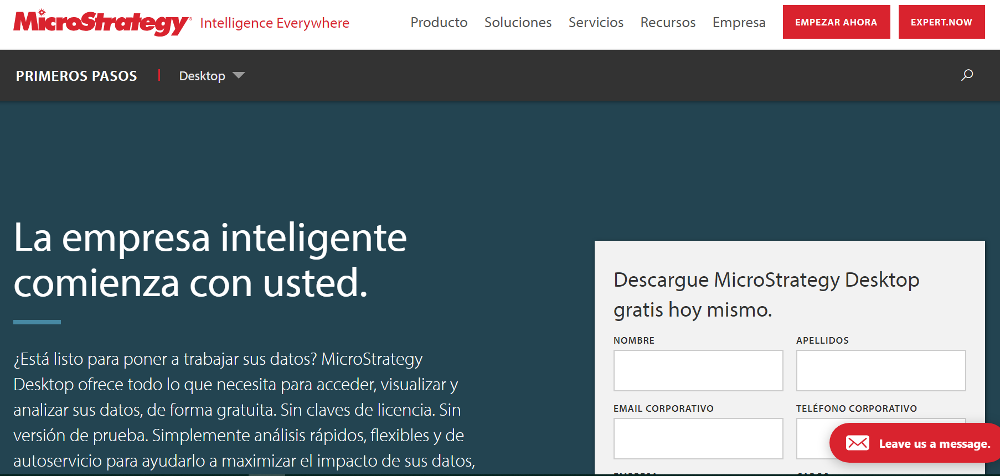 MicroStrategy® Intelligence Everywhere
Producto Soluciones Servicios Recursos Empresa EMPEZAR AHORA EXPERT.NOW
PRIMEROS PASOS | Desktop
La empresa inteligente
comienza con usted.
¿Está listo para poner a trabajar sus datos? MicroStrategy
Desktop ofrece todo lo que necesita para acceder, visualizar y
analizar sus datos, de forma gratuita. Sin claves de licencia. Sin
versión de prueba. Simplemente análisis rápidos, flexibles y de
autoservicio para ayudarlo a maximizar el impacto de sus datos,
Descargue MicroStrategy Desktop
gratis hoy mismo.
NOMBRE APELLIDOS
EMAIL CORPORATIVO TELÉFONO CORPORATIVO
Leave us a message.